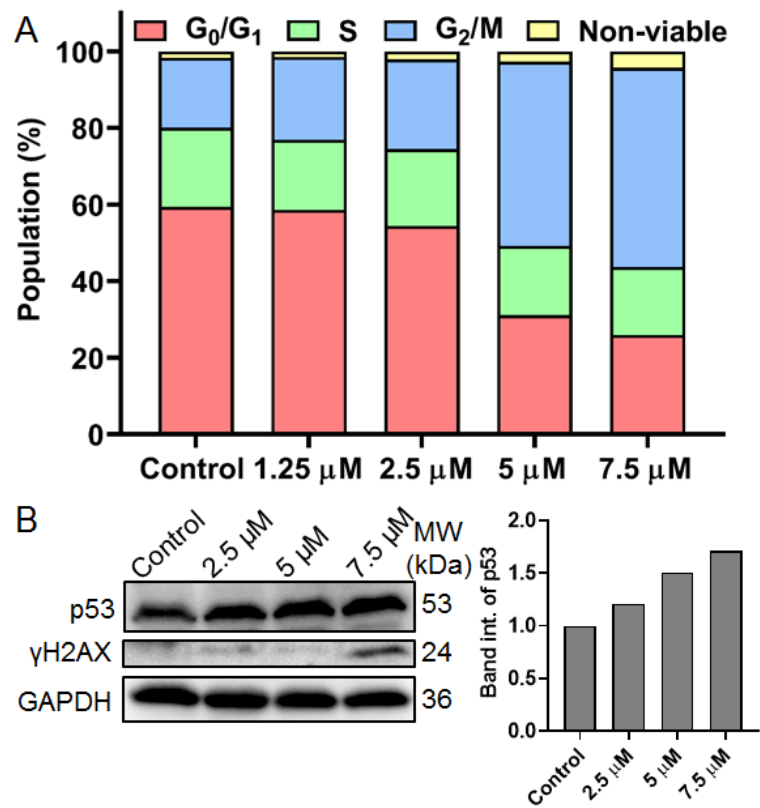 A
G₀/G₁ S G₂/M Non-viable
Population (%)
100
80
60
40
20
0
Control 1.25 μM 2.5 μM 5 μM 7.5 μM
B
Control 2.5 μM 5 μM 7.5 μM MW
(kDa)
p53 53
γH2AX 24
GAPDH 36
Band int. of p53
2.0
1.5
1.0
0.5
0.0
Control 2.5 μM 5 μM 7.5 μM